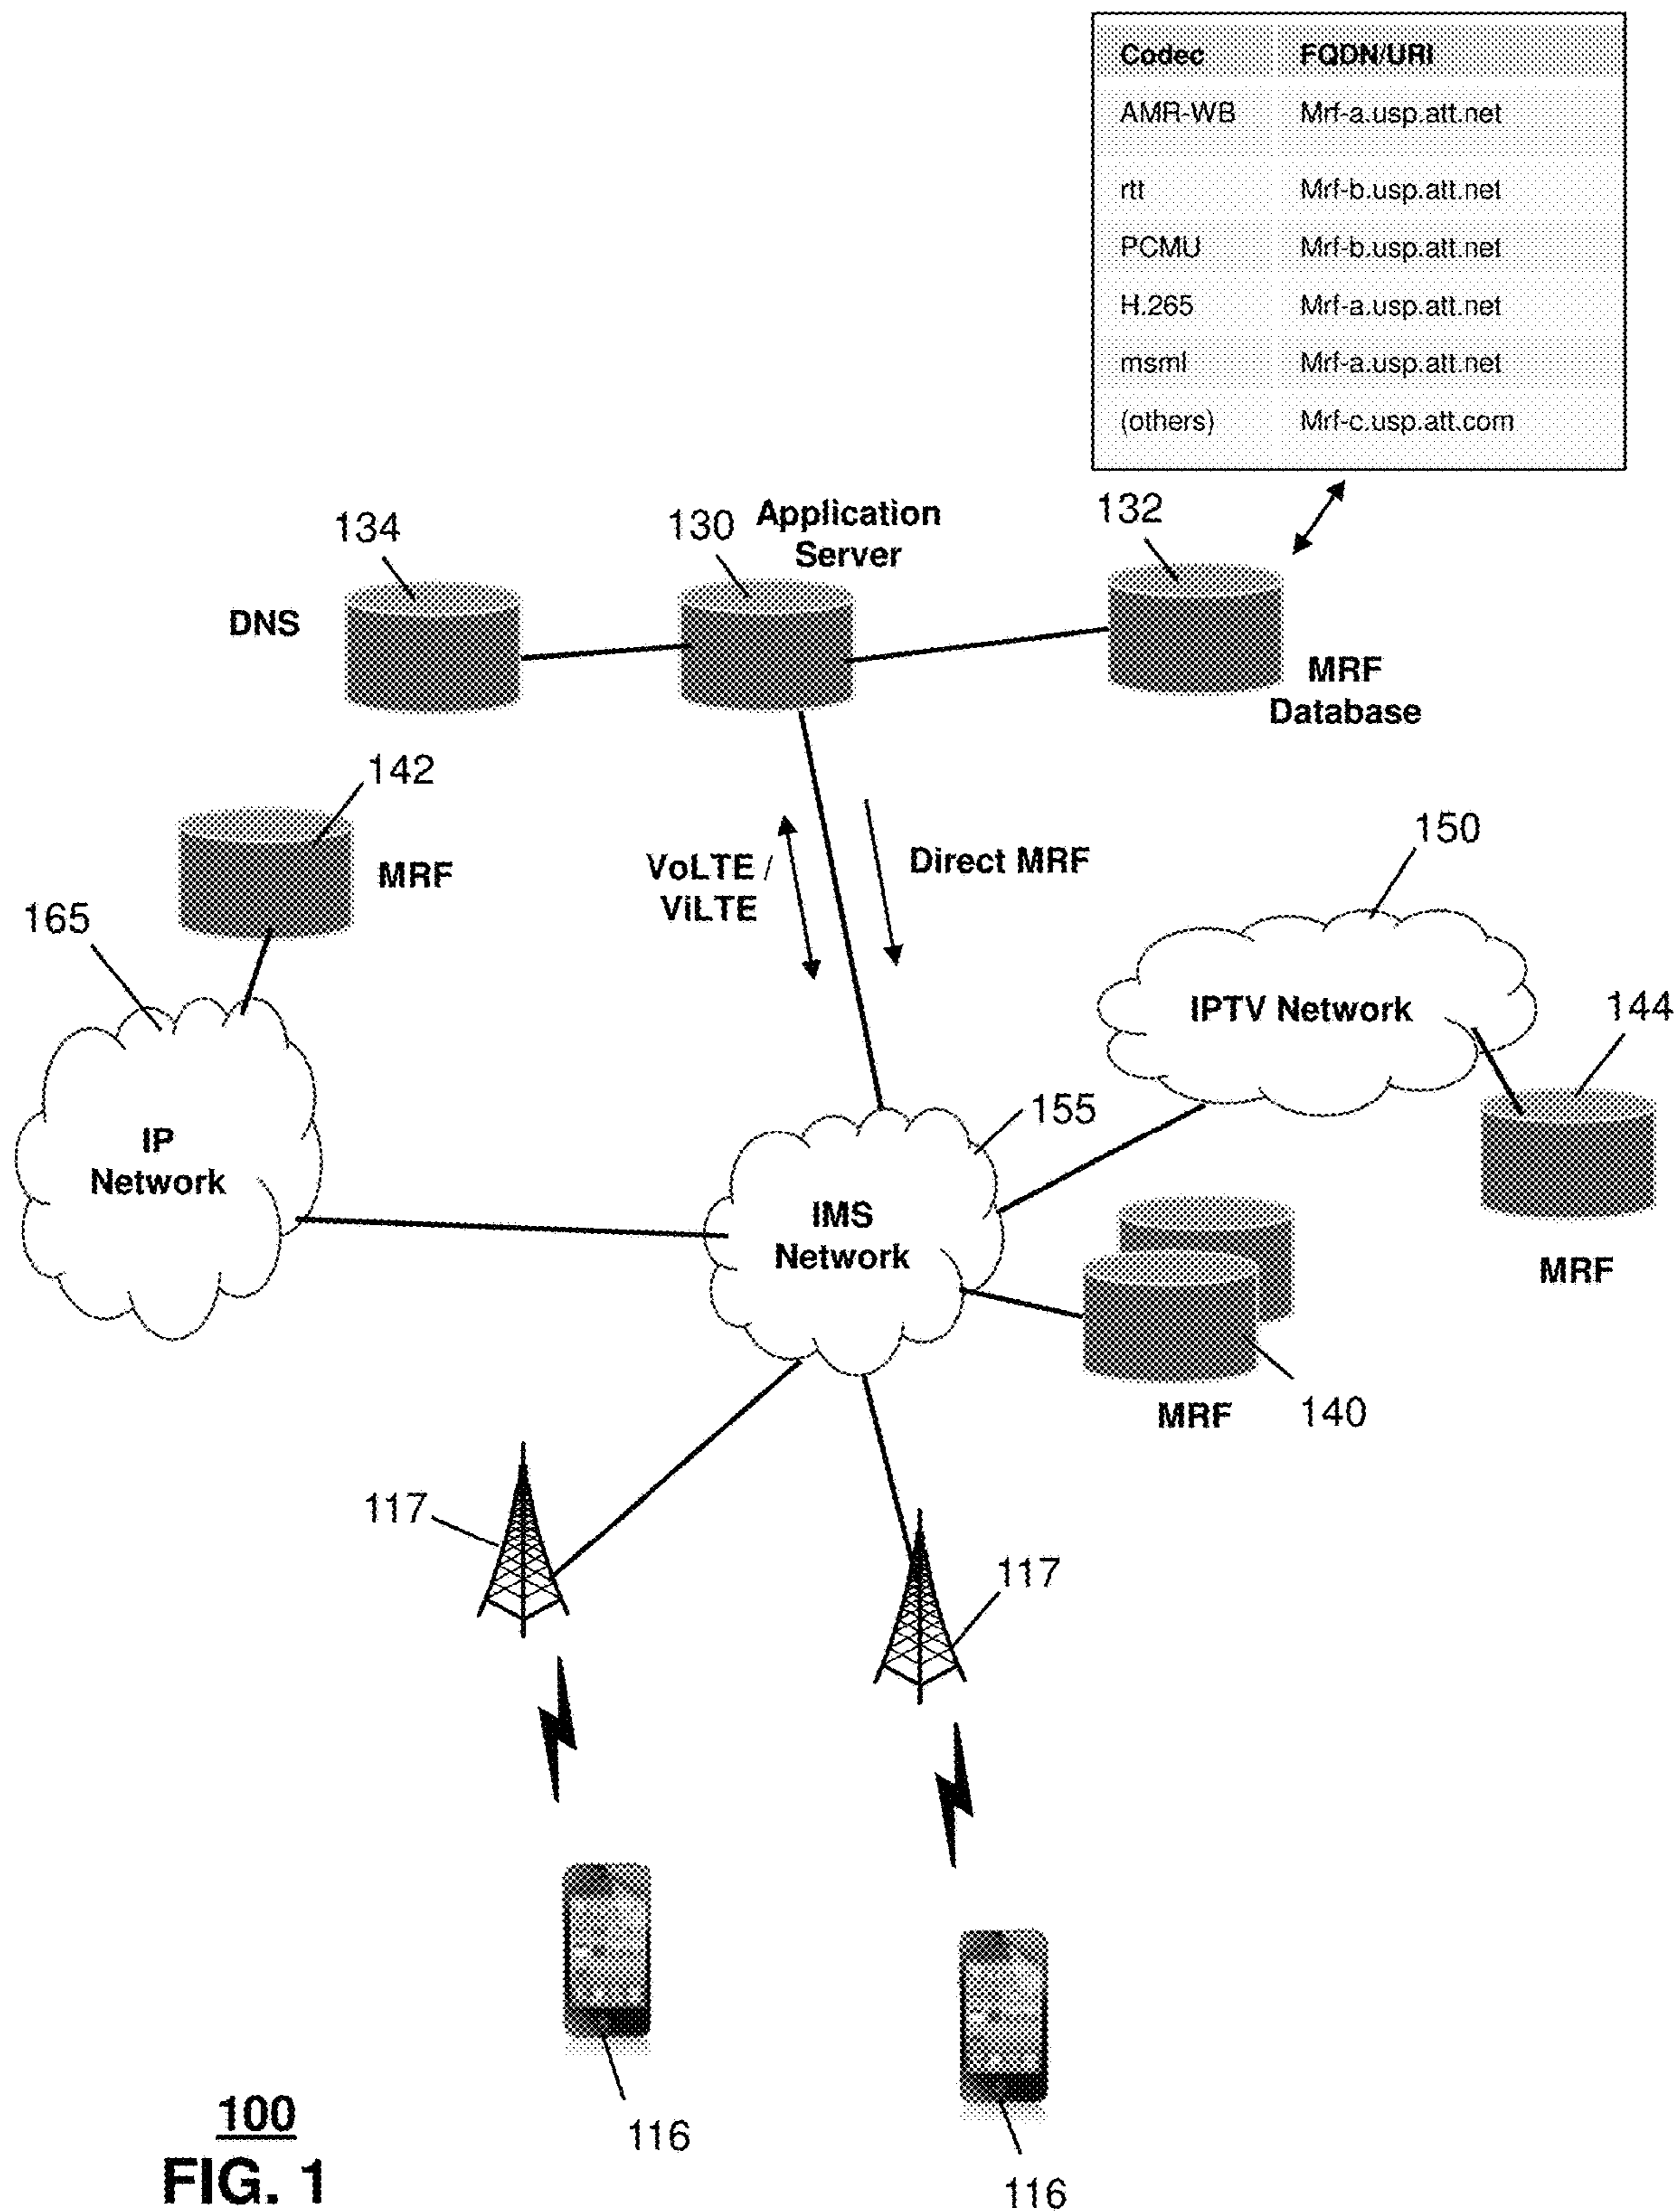 Codec FQDN/URI
AMR-WB Mrf-a.usp.att.net
rtt Mrf-b.usp.att.net
PCMU Mrf-b.usp.att.net
H.265 Mrf-a.usp.att.net
msml Mrf-a.usp.att.net
(others) Mrf-c.usp.att.com
134
130
Application
Server
132
DNS
MRF
Database
142
MRF
VoLTE /
ViLTE
Direct MRF
150
165
IPTV Network
144
IP
Network
155
IMS
Network
MRF
MRF
140
117
117
116
116
100
FIG. 1